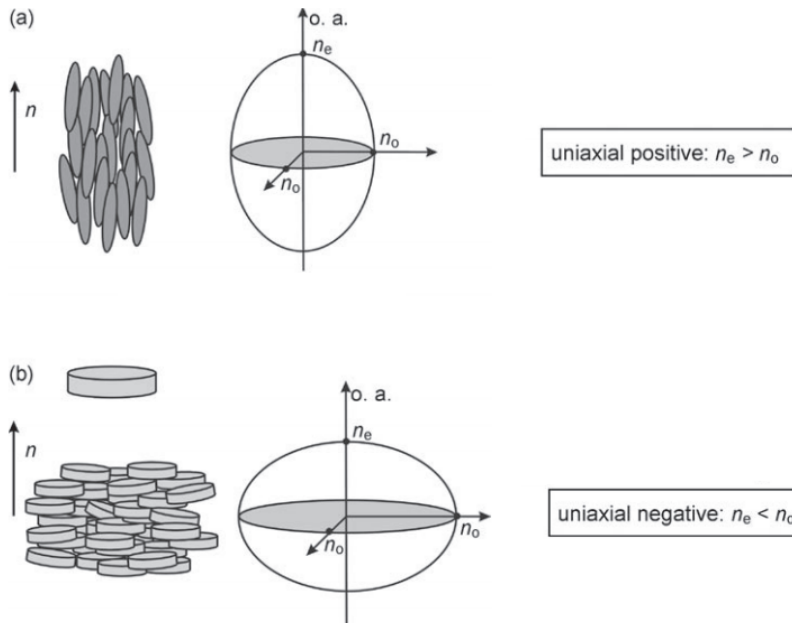 (a)
o. a.
nₑ
n
nₒ
nₒ
uniaxial positive: nₑ > nₒ
(b)
o. a.
n
nₑ
nₒ
nₒ
uniaxial negative: nₑ < nₒ